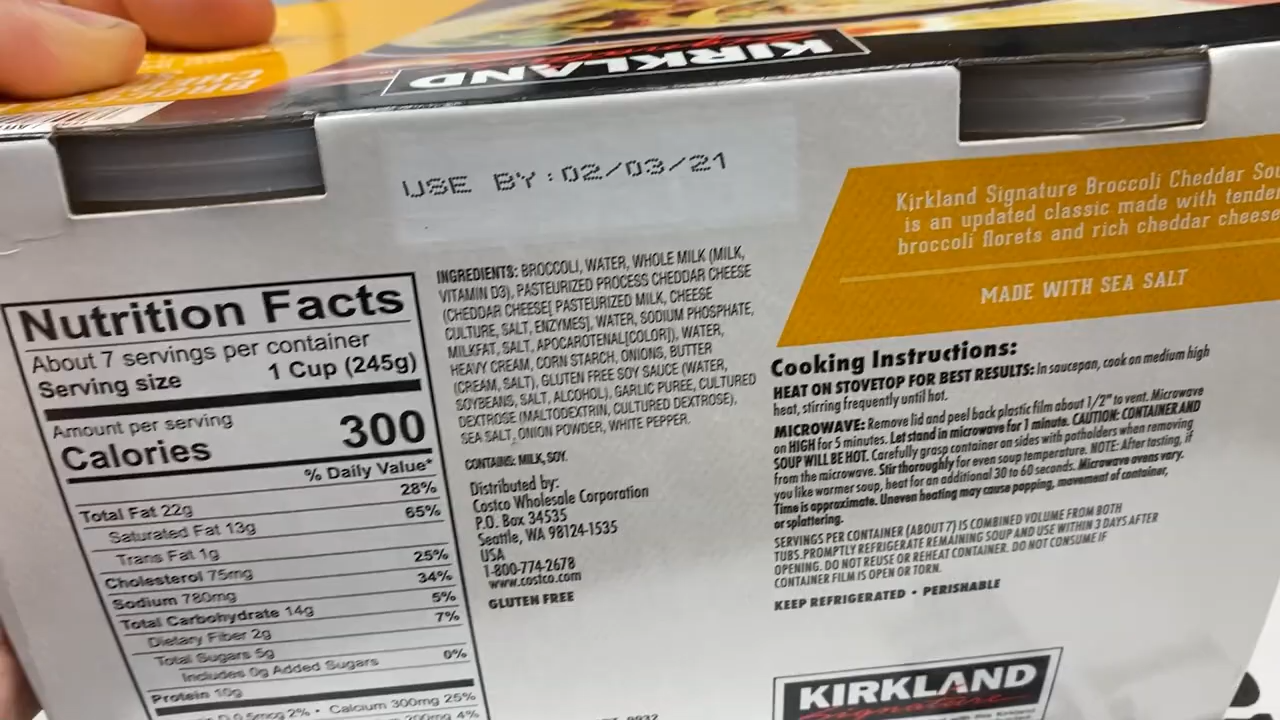 KIRKLAND
Signature
USE BY:02/03/21
Kirkland Signature Broccoli Cheddar
is an updated classic made with tender
broccoli florets and rich cheddar cheese
MADE WITH SEA SALT
Nutrition Facts
About 7 servings per container
Serving size 1 Cup (245g)
Amount per serving
Calories 300
% Daily Value*
Total Fat 22g 28%
Saturated Fat 13g 65%
Trans Fat 1g
Cholesterol 75mg 25%
Sodium 780mg 34%
Total Carbohydrate 14g 5%
Dietary Fiber 2g 7%
Total Sugars 5g
Includes 0g Added Sugars 0%
Protein 10g
D 0.5mcg 2% • Calcium 300mg 25%
4%
INGREDIENTS: BROCCOLI, WATER, WHOLE MILK (MILK,
VITAMIN D3), PASTEURIZED PROCESS CHEDDAR CHEESE
(CHEDDAR CHEESE[ PASTEURIZED MILK, CHEESE
CULTURE, SALT, ENZYMES], WATER, SODIUM PHOSPHATE,
MILKFAT, SALT, APOCAROTENAL[COLOR]), WATER,
HEAVY CREAM, CORN STARCH, ONIONS, BUTTER
(CREAM, SALT), GLUTEN FREE SOY SAUCE (WATER,
SOYBEANS, SALT, ALCOHOL), GARLIC PUREE, CULTURED
DEXTROSE (MALTODEXTRIN, CULTURED DEXTROSE),
SEA SALT, ONION POWDER, WHITE PEPPER.
CONTAINS: MILK, SOY.
Distributed by:
Costco Wholesale Corporation
P.O. Box 34535
Seattle, WA 98124-1535
USA
1-800-774-2678
www.costco.com
GLUTEN FREE
Cooking Instructions:
HEAT ON STOVETOP FOR BEST RESULTS: In saucepan, cook on medium high
heat, stirring frequently until hot.
MICROWAVE: Remove lid and peel back plastic film about 1/2" to vent. Microwave
on HIGH for 5 minutes. Let stand in microwave for 1 minute. CAUTION: CONTAINER AND
SOUP WILL BE HOT. Carefully grasp container on sides with potholders when removing
from the microwave. Stir thoroughly for even soup temperature. NOTE: After tasting, if
you like warmer soup, heat for an additional 30 to 60 seconds. Microwave ovens vary.
Time is approximate. Uneven heating may cause popping, movement of container,
or splattering.
SERVINGS PER CONTAINER (ABOUT 7) IS COMBINED VOLUME FROM BOTH
TUBS. PROMPTLY REFRIGERATE REMAINING SOUP AND USE WITHIN 3 DAYS AFTER
OPENING. DO NOT REUSE OR REHEAT CONTAINER. DO NOT CONSUME IF
CONTAINER FILM IS OPEN OR TORN.
KEEP REFRIGERATED • PERISHABLE
KIRKLAND
Signature